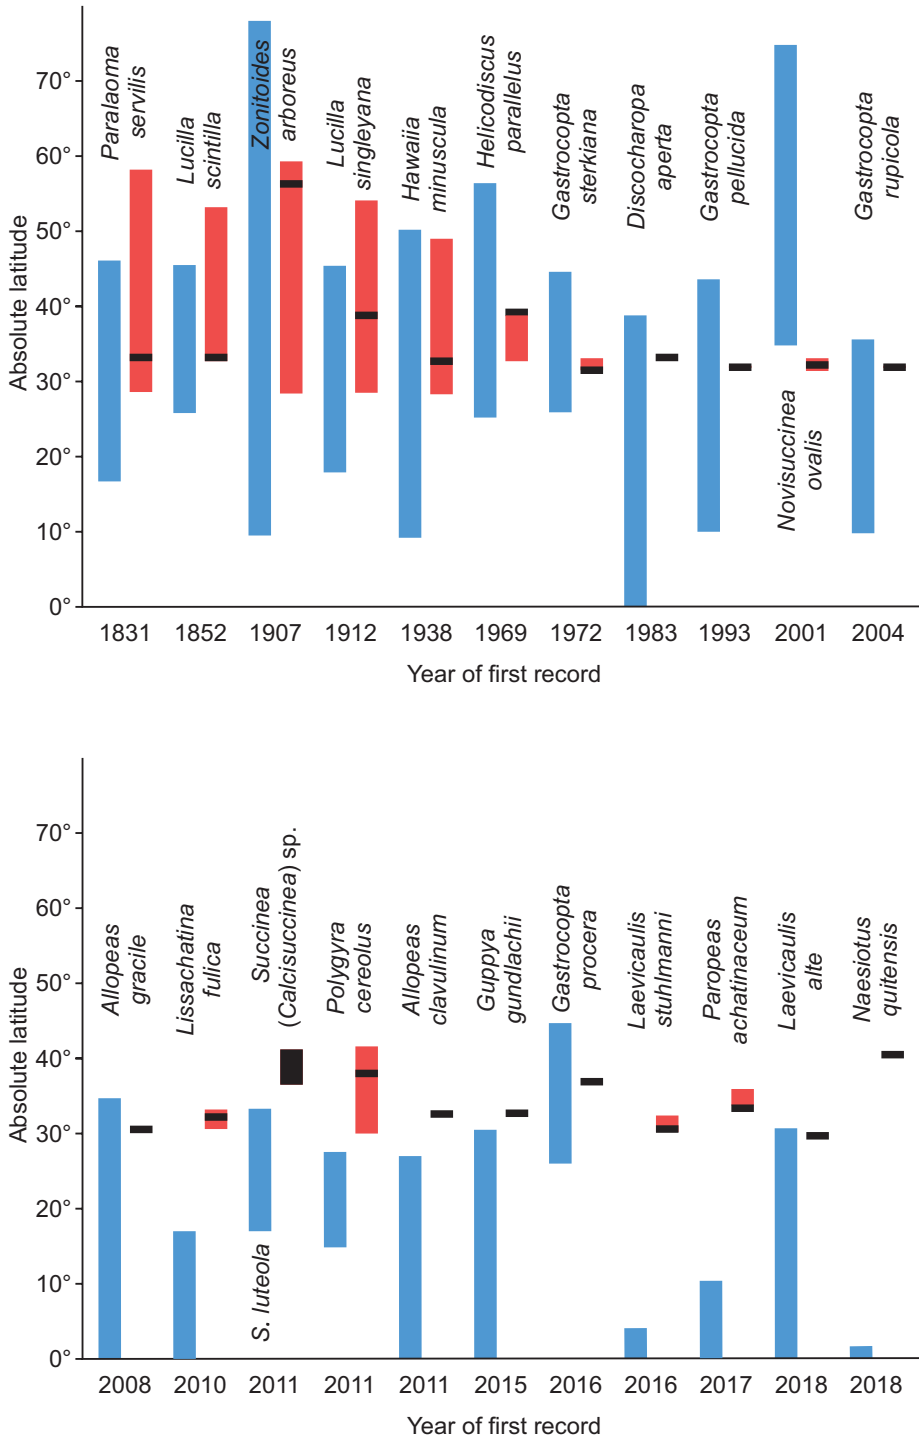 Absolute latitude
70°
60°
50°
40°
30°
20°
10°
0°
Paralaoma
servilis
Lucilla
scintilla
Zonitoides
arboreus
Lucilla
singleyana
Hawaiia
minuscula
Helicodiscus
parallelus
Gastrocopta
sterkiana
Discocharopa
aperta
Gastrocopta
pellucida
Novisuccinea
ovalis
Gastrocopta
rupicola
1831 1852 1907 1912 1938 1969 1972 1983 1993 2001 2004
Year of first record
Absolute latitude
70°
60°
50°
40°
30°
20°
10°
0°
Allopeas
gracile
Lissachatina
fulica
Succinea
(Calcisuccinea) sp.
S. luteola
Polygyra
cereolus
Allopeas
clavulinum
Guppya
gundlachii
Gastrocopta
procera
Laevicaulis
stuhlmanni
Paropeas
achatinaceum
Laevicaulis
alte
Naesiotus
quitensis
2008 2010 2011 2011 2011 2015 2016 2016 2017 2018 2018
Year of first record